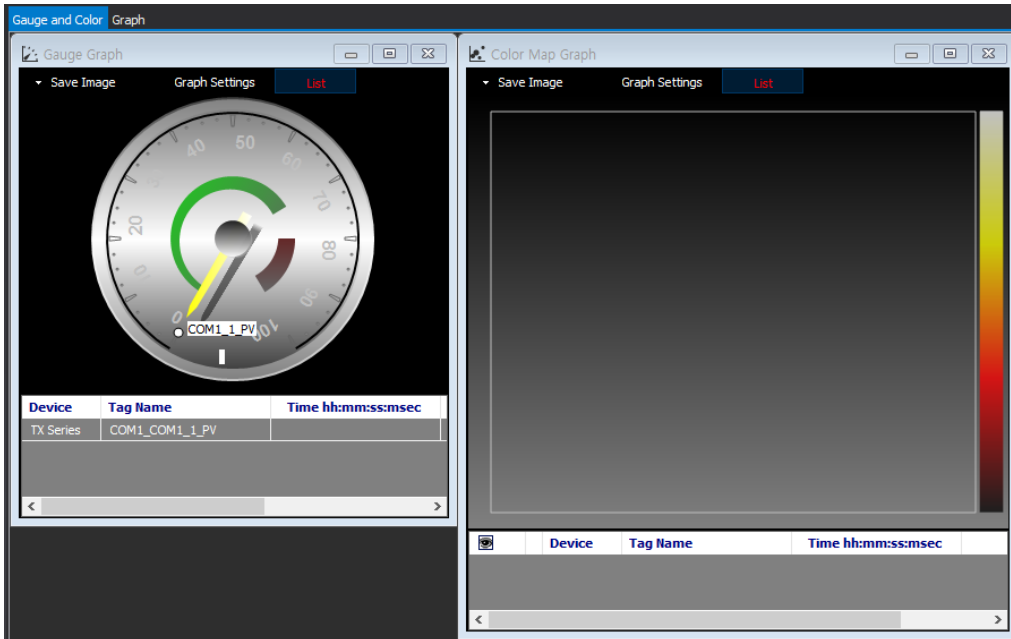 Gauge and Color Graph
Gauge Graph
Save Image Graph Settings List
0 10 20 30 40 50 60 70 80 90 100
COM1_1_PV
Device Tag Name Time hh:mm:ss:msec
TX Series COM1_COM1_1_PV
Color Map Graph
Save Image Graph Settings List
Device Tag Name Time hh:mm:ss:msec